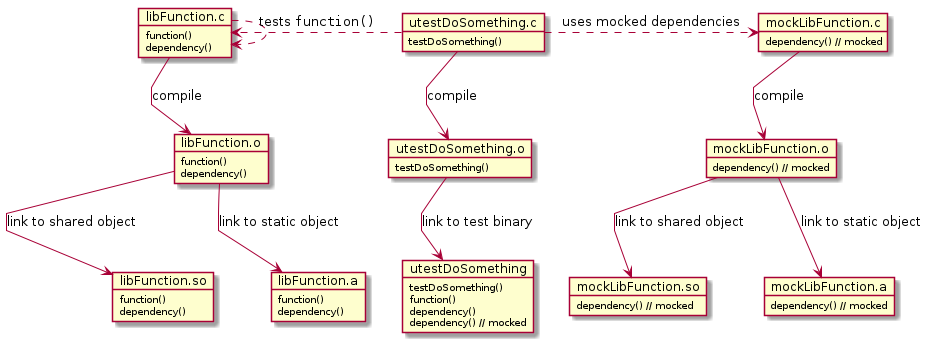 libFunction.c
function()
dependency()
tests function()
utestDoSomething.c
testDoSomething()
uses mocked dependencies
mockLibFunction.c
dependency() // mocked
compile
compile
compile
libFunction.o
function()
dependency()
utestDoSomething.o
testDoSomething()
mockLibFunction.o
dependency() // mocked
link to shared object
link to static object
link to test binary
link to shared object
link to static object
libFunction.so
function()
dependency()
libFunction.a
function()
dependency()
utestDoSomething
testDoSomething()
function()
dependency()
dependency() // mocked
mockLibFunction.so
dependency() // mocked
mockLibFunction.a
dependency() // mocked